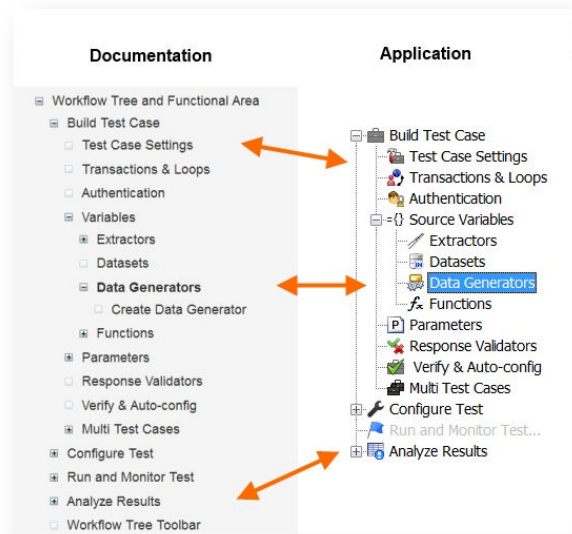 Documentation
Workflow Tree and Functional Area
Build Test Case
Test Case Settings
Transactions & Loops
Authentication
Variables
Extractors
Datasets
Data Generators
Create Data Generator
Functions
Parameters
Response Validators
Verify & Auto-config
Multi Test Cases
Configure Test
Run and Monitor Test
Analyze Results
Workflow Tree Toolbar
Application
Build Test Case
Test Case Settings
Transactions & Loops
Authentication
={} Source Variables
Extractors
Datasets
Data Generators
fx Functions
P Parameters
Response Validators
Verify & Auto-config
Multi Test Cases
Configure Test
Run and Monitor Test...
Analyze Results